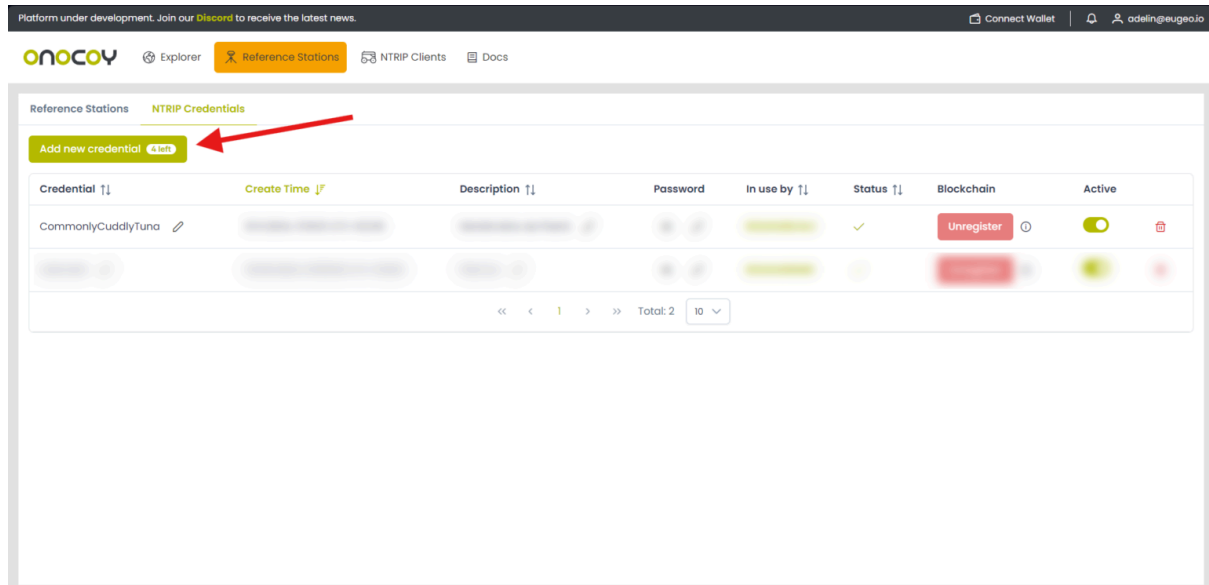 Platform under development. Join our Discord to receive the latest news.
Connect Wallet
adelin@eugeo.io
onocoy
Explorer
Reference Stations
NTRIP Clients
Docs
Reference Stations
NTRIP Credentials
Add new credential 4 left
Credential Create Time Description Password In use by Status Blockchain Active
CommonlyCuddlyTuna Unregister
1 Total: 2 10